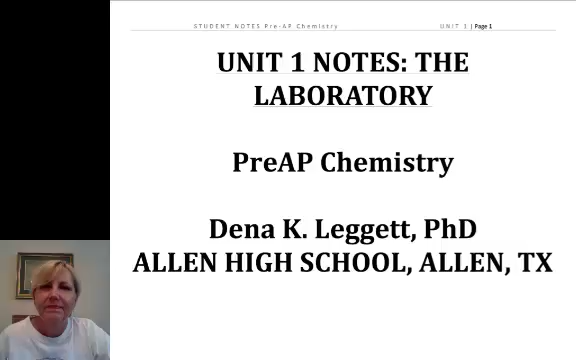 STUDENT NOTES Pre-AP Chemistry UNIT 1 | Page 1
UNIT 1 NOTES: THE
LABORATORY
PreAP Chemistry
Dena K. Leggett, PhD
ALLEN HIGH SCHOOL, ALLEN, TX